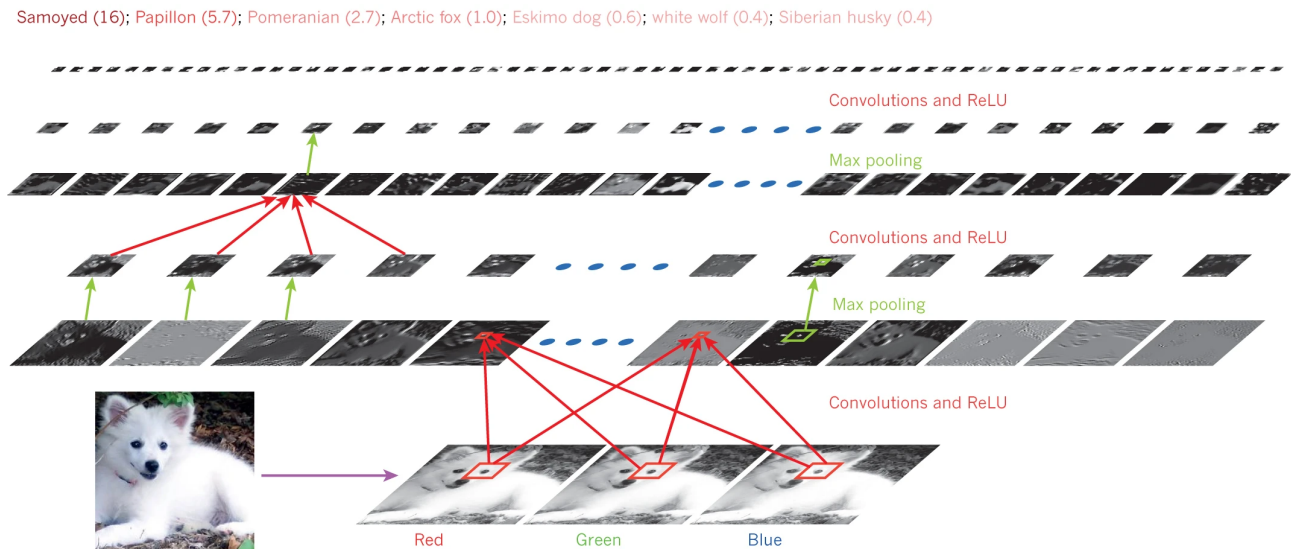 Samoyed (16); Papillon (5.7); Pomeranian (2.7); Arctic fox (1.0); Eskimo dog (0.6); white wolf (0.4); Siberian husky (0.4)
Convolutions and ReLU
Max pooling
Convolutions and ReLU
Max pooling
Convolutions and ReLU
Red
Green
Blue